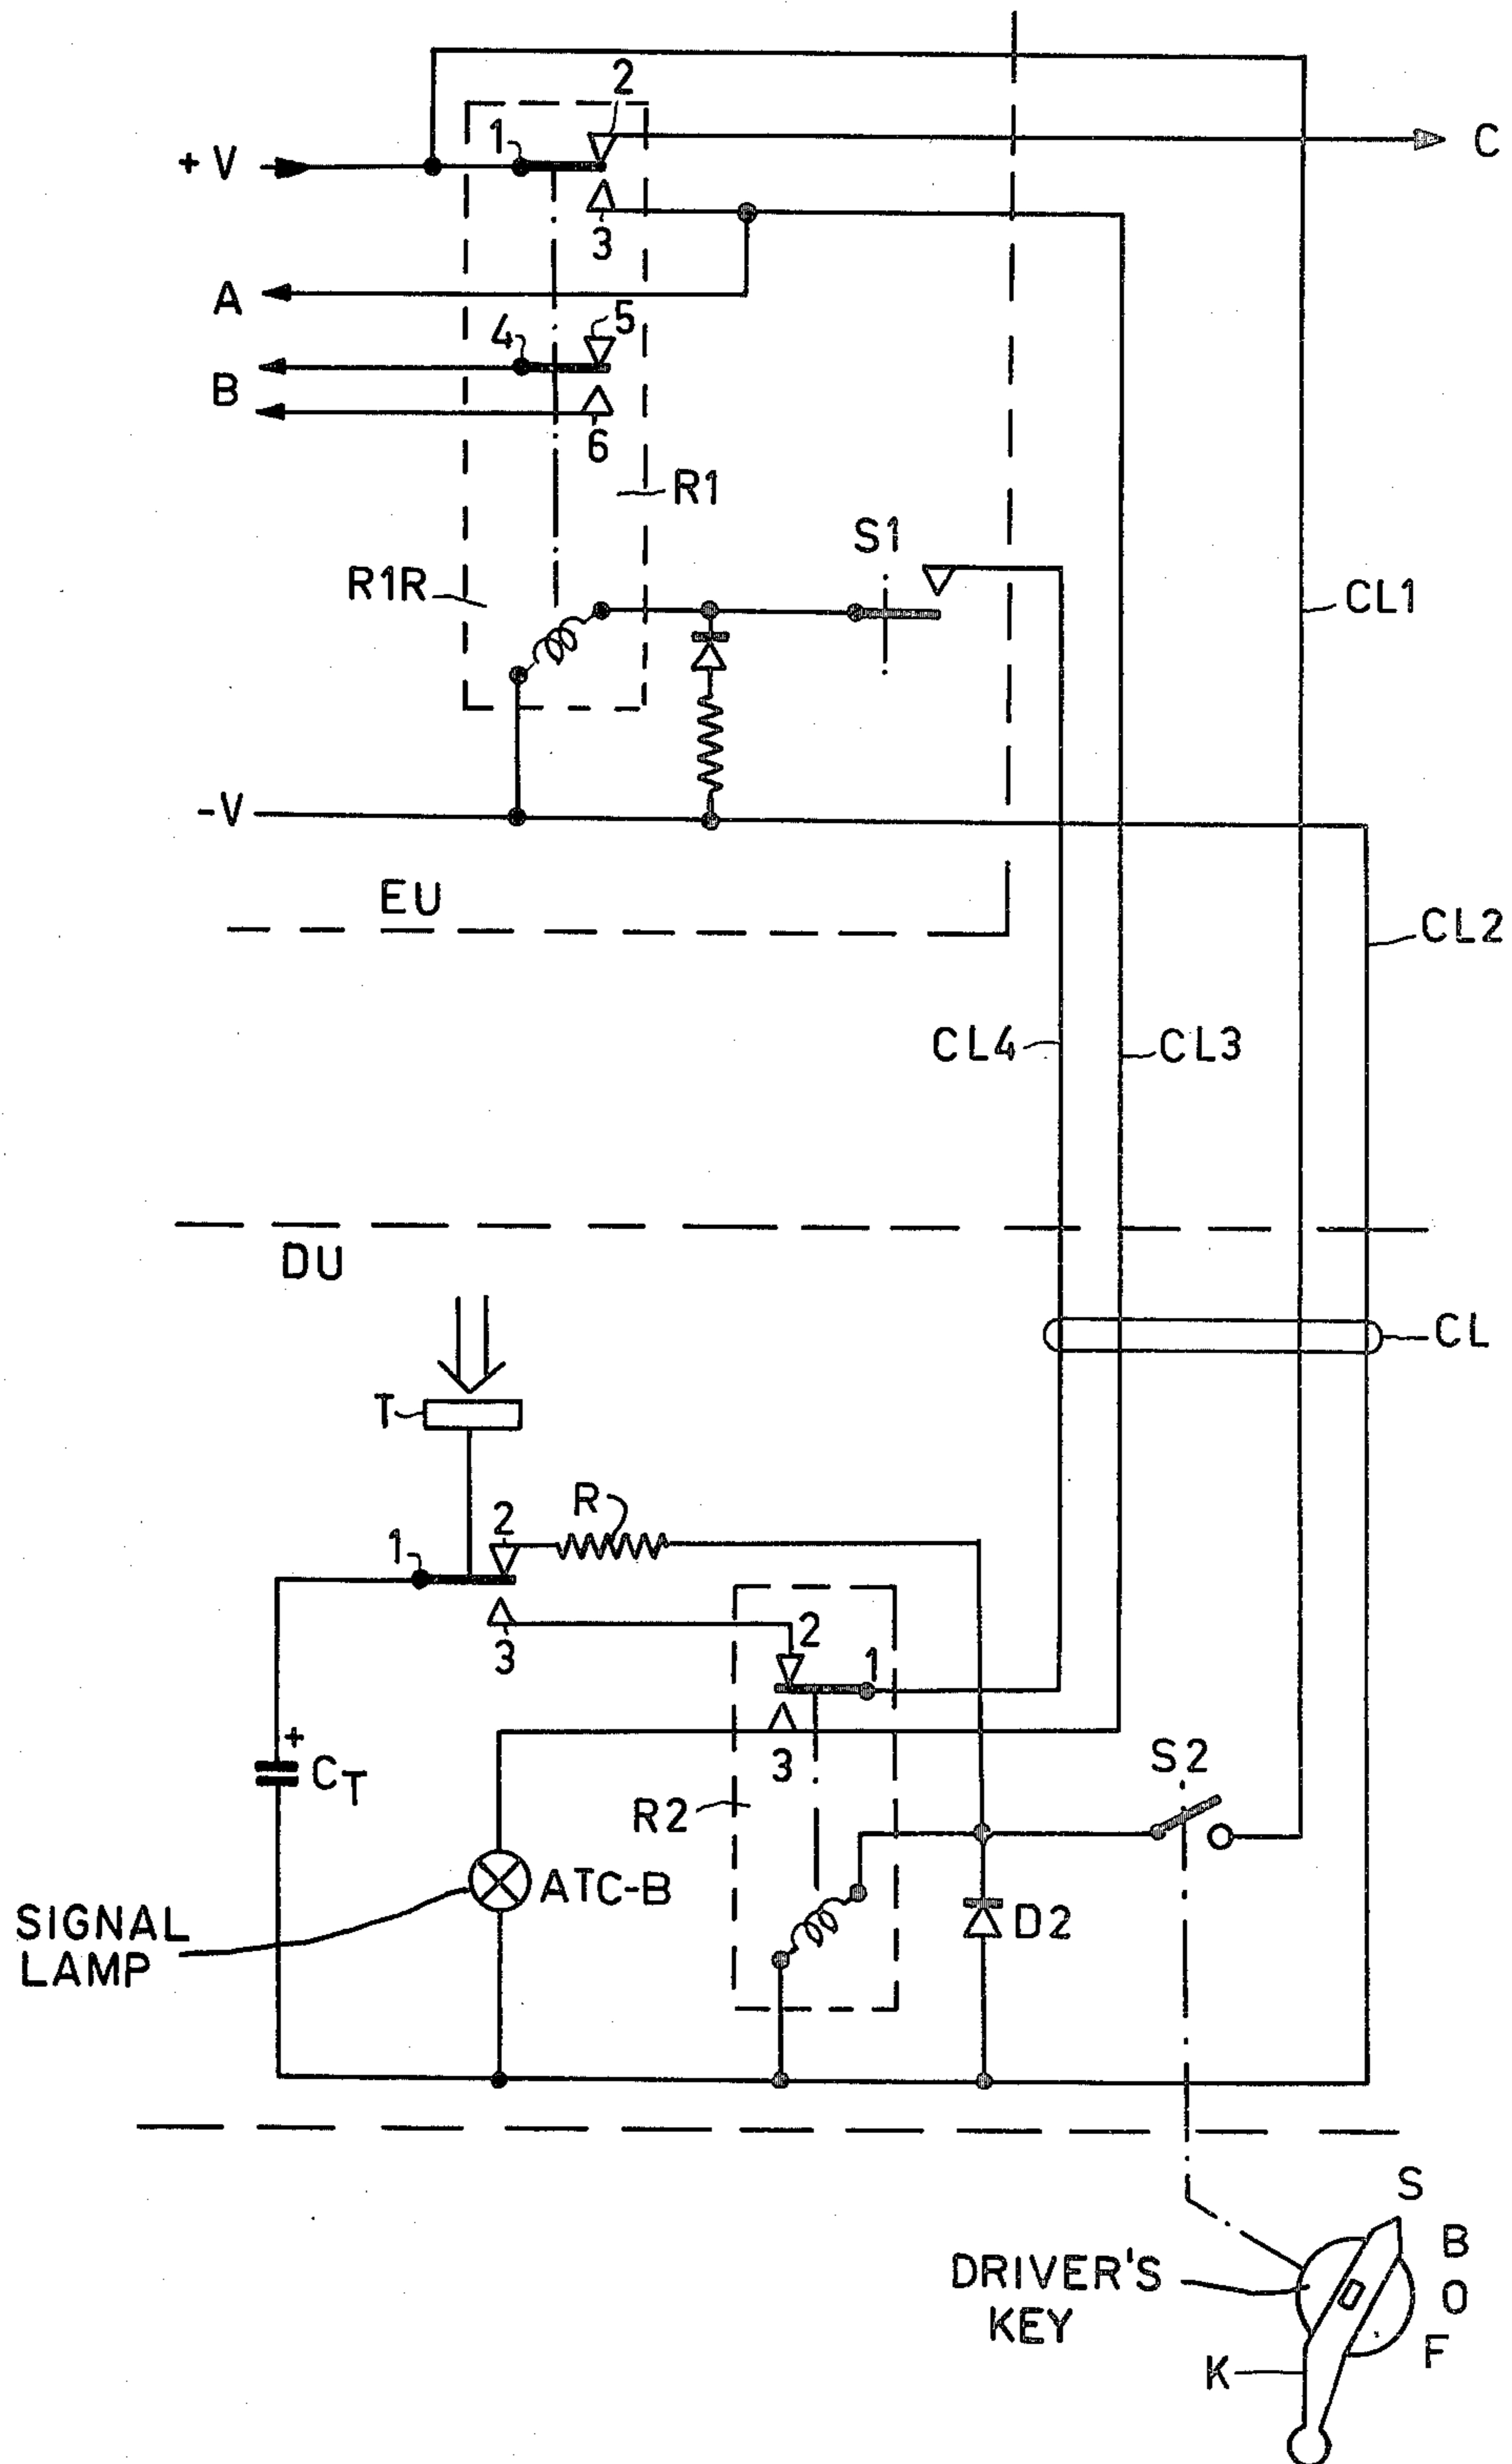 2
1
+V
C
3
A
5
4
B
6
R1
S1
R1R
CL1
-V
EU
CL2
CL4
CL3
DU
CL
T
R
2
1
2
3
1
+
CT
3
S2
R2
ATC-B
SIGNAL
LAMP
D2
S
B
DRIVER'S
KEY
O
F
K